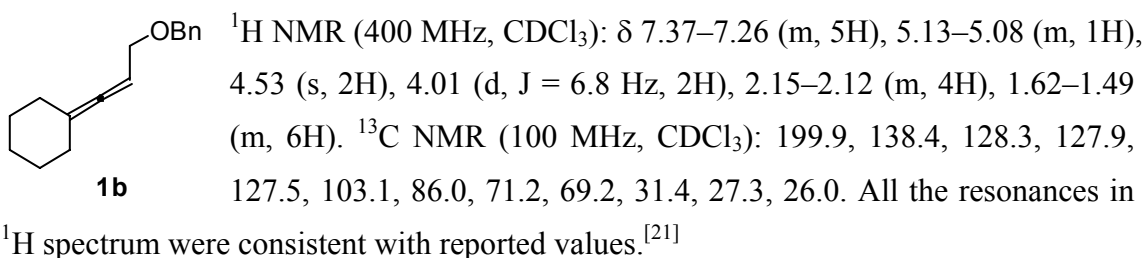 OBn
1b
¹H NMR (400 MHz, CDCl₃): δ 7.37–7.26 (m, 5H), 5.13–5.08 (m, 1H),
4.53 (s, 2H), 4.01 (d, J = 6.8 Hz, 2H), 2.15–2.12 (m, 4H), 1.62–1.49
(m, 6H). ¹³C NMR (100 MHz, CDCl₃): 199.9, 138.4, 128.3, 127.9,
127.5, 103.1, 86.0, 71.2, 69.2, 31.4, 27.3, 26.0. All the resonances in
¹H spectrum were consistent with reported values.[21]